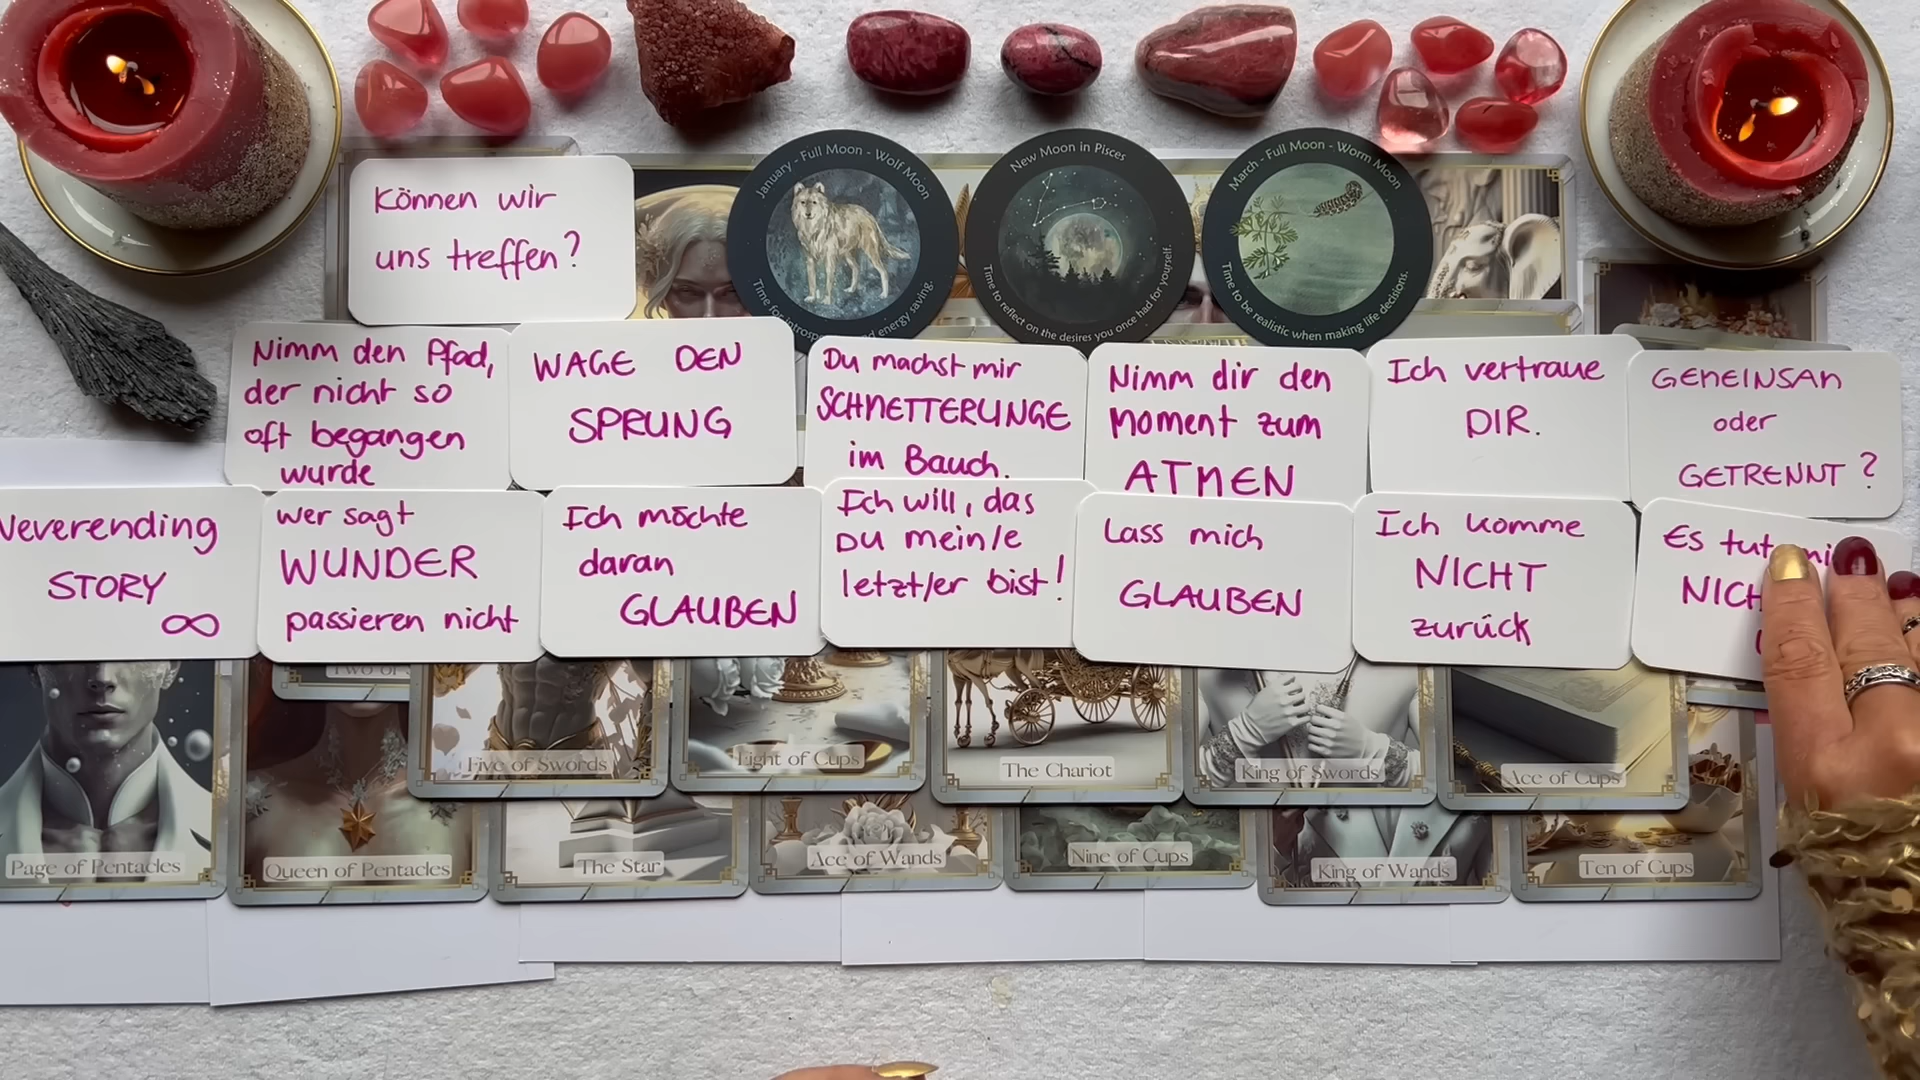 Können wir
uns treffen?
January - Full Moon - Wolf Moon
Time for energy saving.
New Moon in Pisces
Time to reflect on the desires you once had for yourself.
March - Full Moon - Worm Moon
Time to be realistic when making life decisions.
Nimm den Pfad,
der nicht so
oft begangen
wurde
WAGE DEN
SPRUNG
Du machst mir
SCHMETTERLINGE
im Bauch.
Nimm dir den
Moment zum
ATMEN
Ich vertraue
DIR.
GEMEINSAM
oder
GETRENNT?
Neverending
STORY
∞
wer sagt
WUNDER
passieren nicht
Ich möchte
daran
GLAUBEN
Ich will, das
DU mein/e
letzt/er bist!
Lass mich
GLAUBEN
Ich komme
NICHT
zurück
Es tut
Two of
Five of Swords
Eight of Cups
The Chariot
King of Swords
Ace of Cups
Page of Pentacles
Queen of Pentacles
The Star
Ace of Wands
Nine of Cups
King of Wands
Ten of Cups